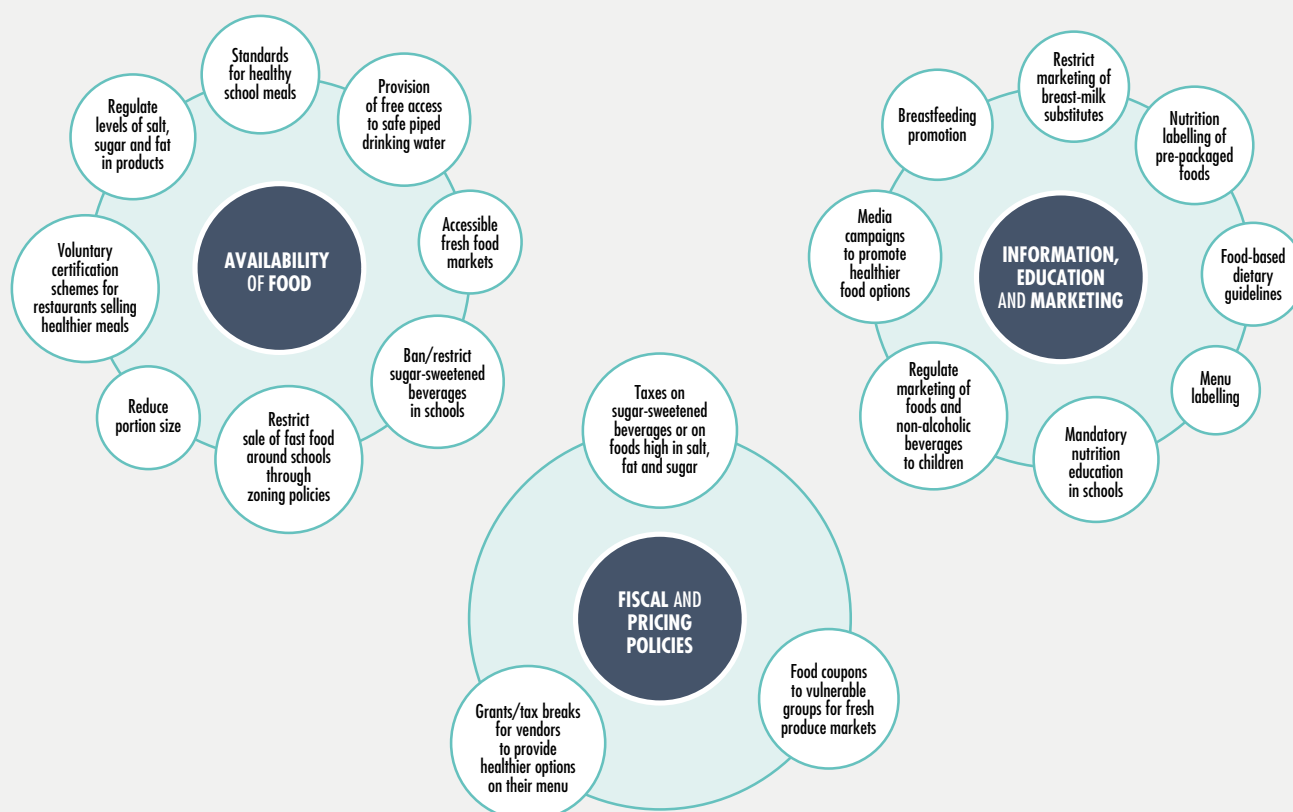 AVAILABILITY
OF FOOD
Standards
for healthy
school meals
Provision
of free access
to safe piped
drinking water
Accessible
fresh food
markets
Ban/restrict
sugar-sweetened
beverages
in schools
Restrict
sale of fast food
around schools
through
zoning policies
Reduce
portion size
Voluntary
certification
schemes for
restaurants selling
healthier meals
Regulate
levels of salt,
sugar and fat
in products
INFORMATION,
EDUCATION
AND MARKETING
Restrict
marketing of
breast-milk
substitutes
Nutrition
labelling of
pre-packaged
foods
Food-based
dietary
guidelines
Menu
labelling
Mandatory
nutrition
education
in schools
Regulate
marketing of
foods and
non-alcoholic
beverages
to children
Media
campaigns
to promote
healthier
food options
Breastfeeding
promotion
FISCAL AND
PRICING
POLICIES
Taxes on
sugar-sweetened
beverages or on
foods high in salt,
fat and sugar
Food coupons
to vulnerable
groups for fresh
produce markets
Grants/tax breaks
for vendors
to provide
healthier options
on their menu